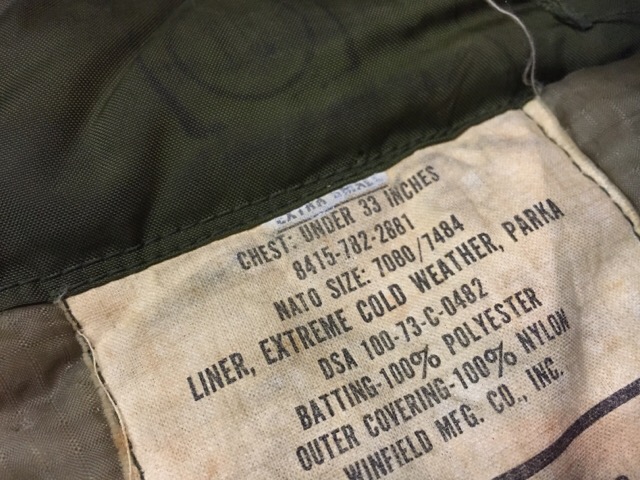 EXTRA SMALL
CHEST: UNDER 33 INCHES
8415-782-2881
NATO SIZE: 7080/7484
LINER, EXTREME COLD WEATHER, PARKA
DSA 100-73-C-0482
BATTING-100% POLYESTER
OUTER COVERING-100% NYLON
WINFIELD MFG. CO., INC.